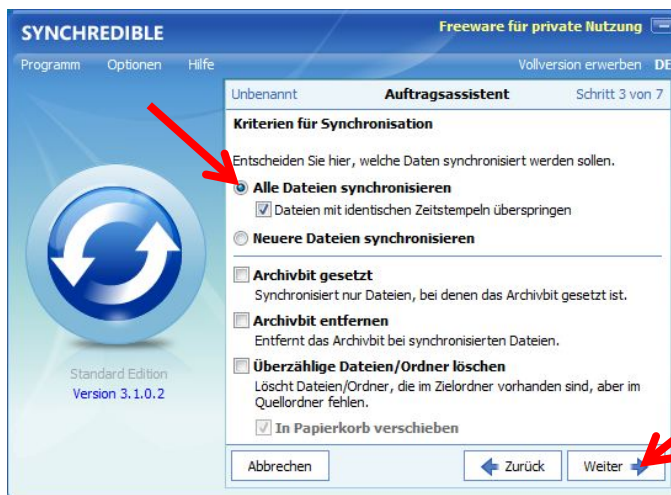 SYNCHREDIBLE
Freeware für private Nutzung
Programm Optionen Hilfe
Vollversion erwerben DE
Unbenannt Auftragsassistent Schritt 3 von 7
Kriterien für Synchronisation
Entscheiden Sie hier, welche Daten synchronisiert werden sollen.
Alle Dateien synchronisieren
Dateien mit identischen Zeitstempeln überspringen
Neuere Dateien synchronisieren
Archivbit gesetzt
Synchronisiert nur Dateien, bei denen das Archivbit gesetzt ist.
Archivbit entfernen
Entfernt das Archivbit bei synchronisierten Dateien.
Überzählige Dateien/Ordner löschen
Löscht Dateien/Ordner, die im Zielordner vorhanden sind, aber im
Quellordner fehlen.
In Papierkorb verschieben
Standard Edition
Version 3.1.0.2
Abbrechen Zurück Weiter